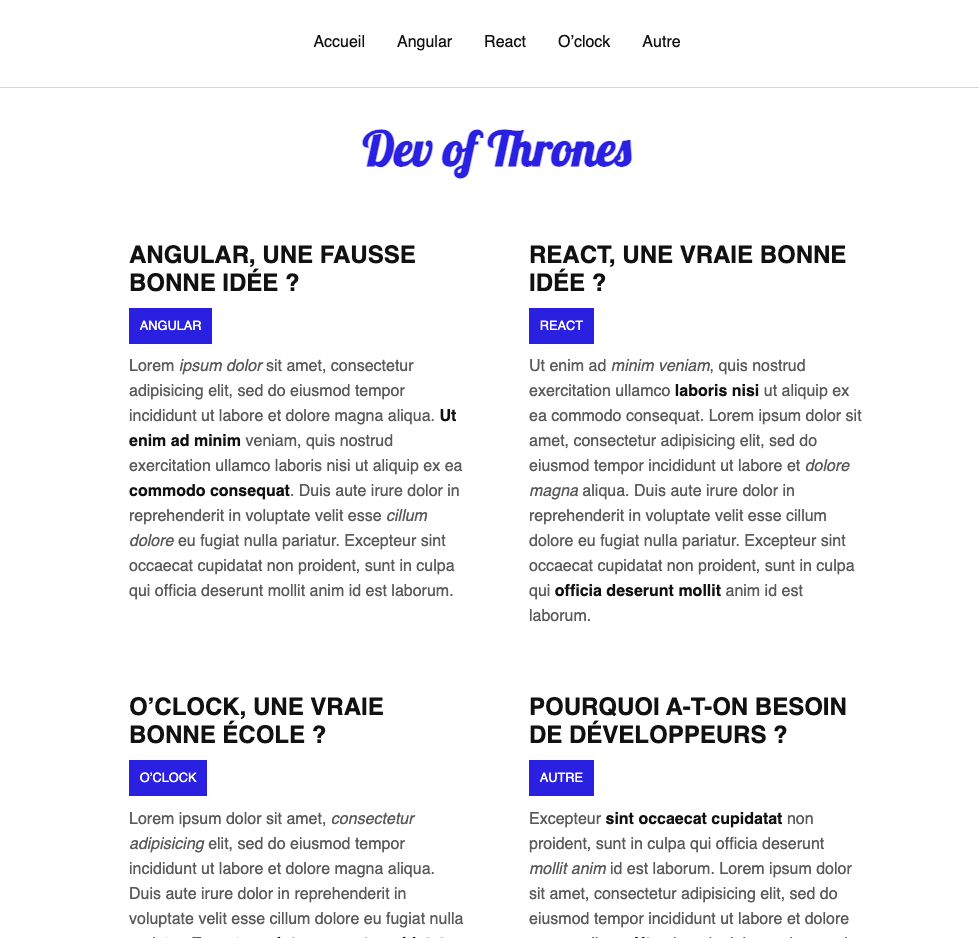 Accueil Angular React O’clock Autre
Dev of Thrones
ANGULAR, UNE FAUSSE
BONNE IDÉE ?
ANGULAR
Lorem ipsum dolor sit amet, consectetur
adipisicing elit, sed do eiusmod tempor
incididunt ut labore et dolore magna aliqua. Ut
enim ad minim veniam, quis nostrud
exercitation ullamco laboris nisi ut aliquip ex ea
commodo consequat. Duis aute irure dolor in
reprehenderit in voluptate velit esse cillum
dolore eu fugiat nulla pariatur. Excepteur sint
occaecat cupidatat non proident, sunt in culpa
qui officia deserunt mollit anim id est laborum.
REACT, UNE VRAIE BONNE
IDÉE ?
REACT
Ut enim ad minim veniam, quis nostrud
exercitation ullamco laboris nisi ut aliquip ex
ea commodo consequat. Lorem ipsum dolor sit
amet, consectetur adipisicing elit, sed do
eiusmod tempor incididunt ut labore et dolore
magna aliqua. Duis aute irure dolor in
reprehenderit in voluptate velit esse cillum
dolore eu fugiat nulla pariatur. Excepteur sint
occaecat cupidatat non proident, sunt in culpa
qui officia deserunt mollit anim id est
laborum.
O’CLOCK, UNE VRAIE
BONNE ÉCOLE ?
O’CLOCK
Lorem ipsum dolor sit amet, consectetur
adipisicing elit, sed do eiusmod tempor
incididunt ut labore et dolore magna aliqua.
Duis aute irure dolor in reprehenderit in
voluptate velit esse cillum dolore eu fugiat nulla
POURQUOI A-T-ON BESOIN
DE DÉVELOPPEURS ?
AUTRE
Excepteur sint occaecat cupidatat non
proident, sunt in culpa qui officia deserunt
mollit anim id est laborum. Lorem ipsum dolor
sit amet, consectetur adipisicing elit, sed do
eiusmod tempor incididunt ut labore et dolore